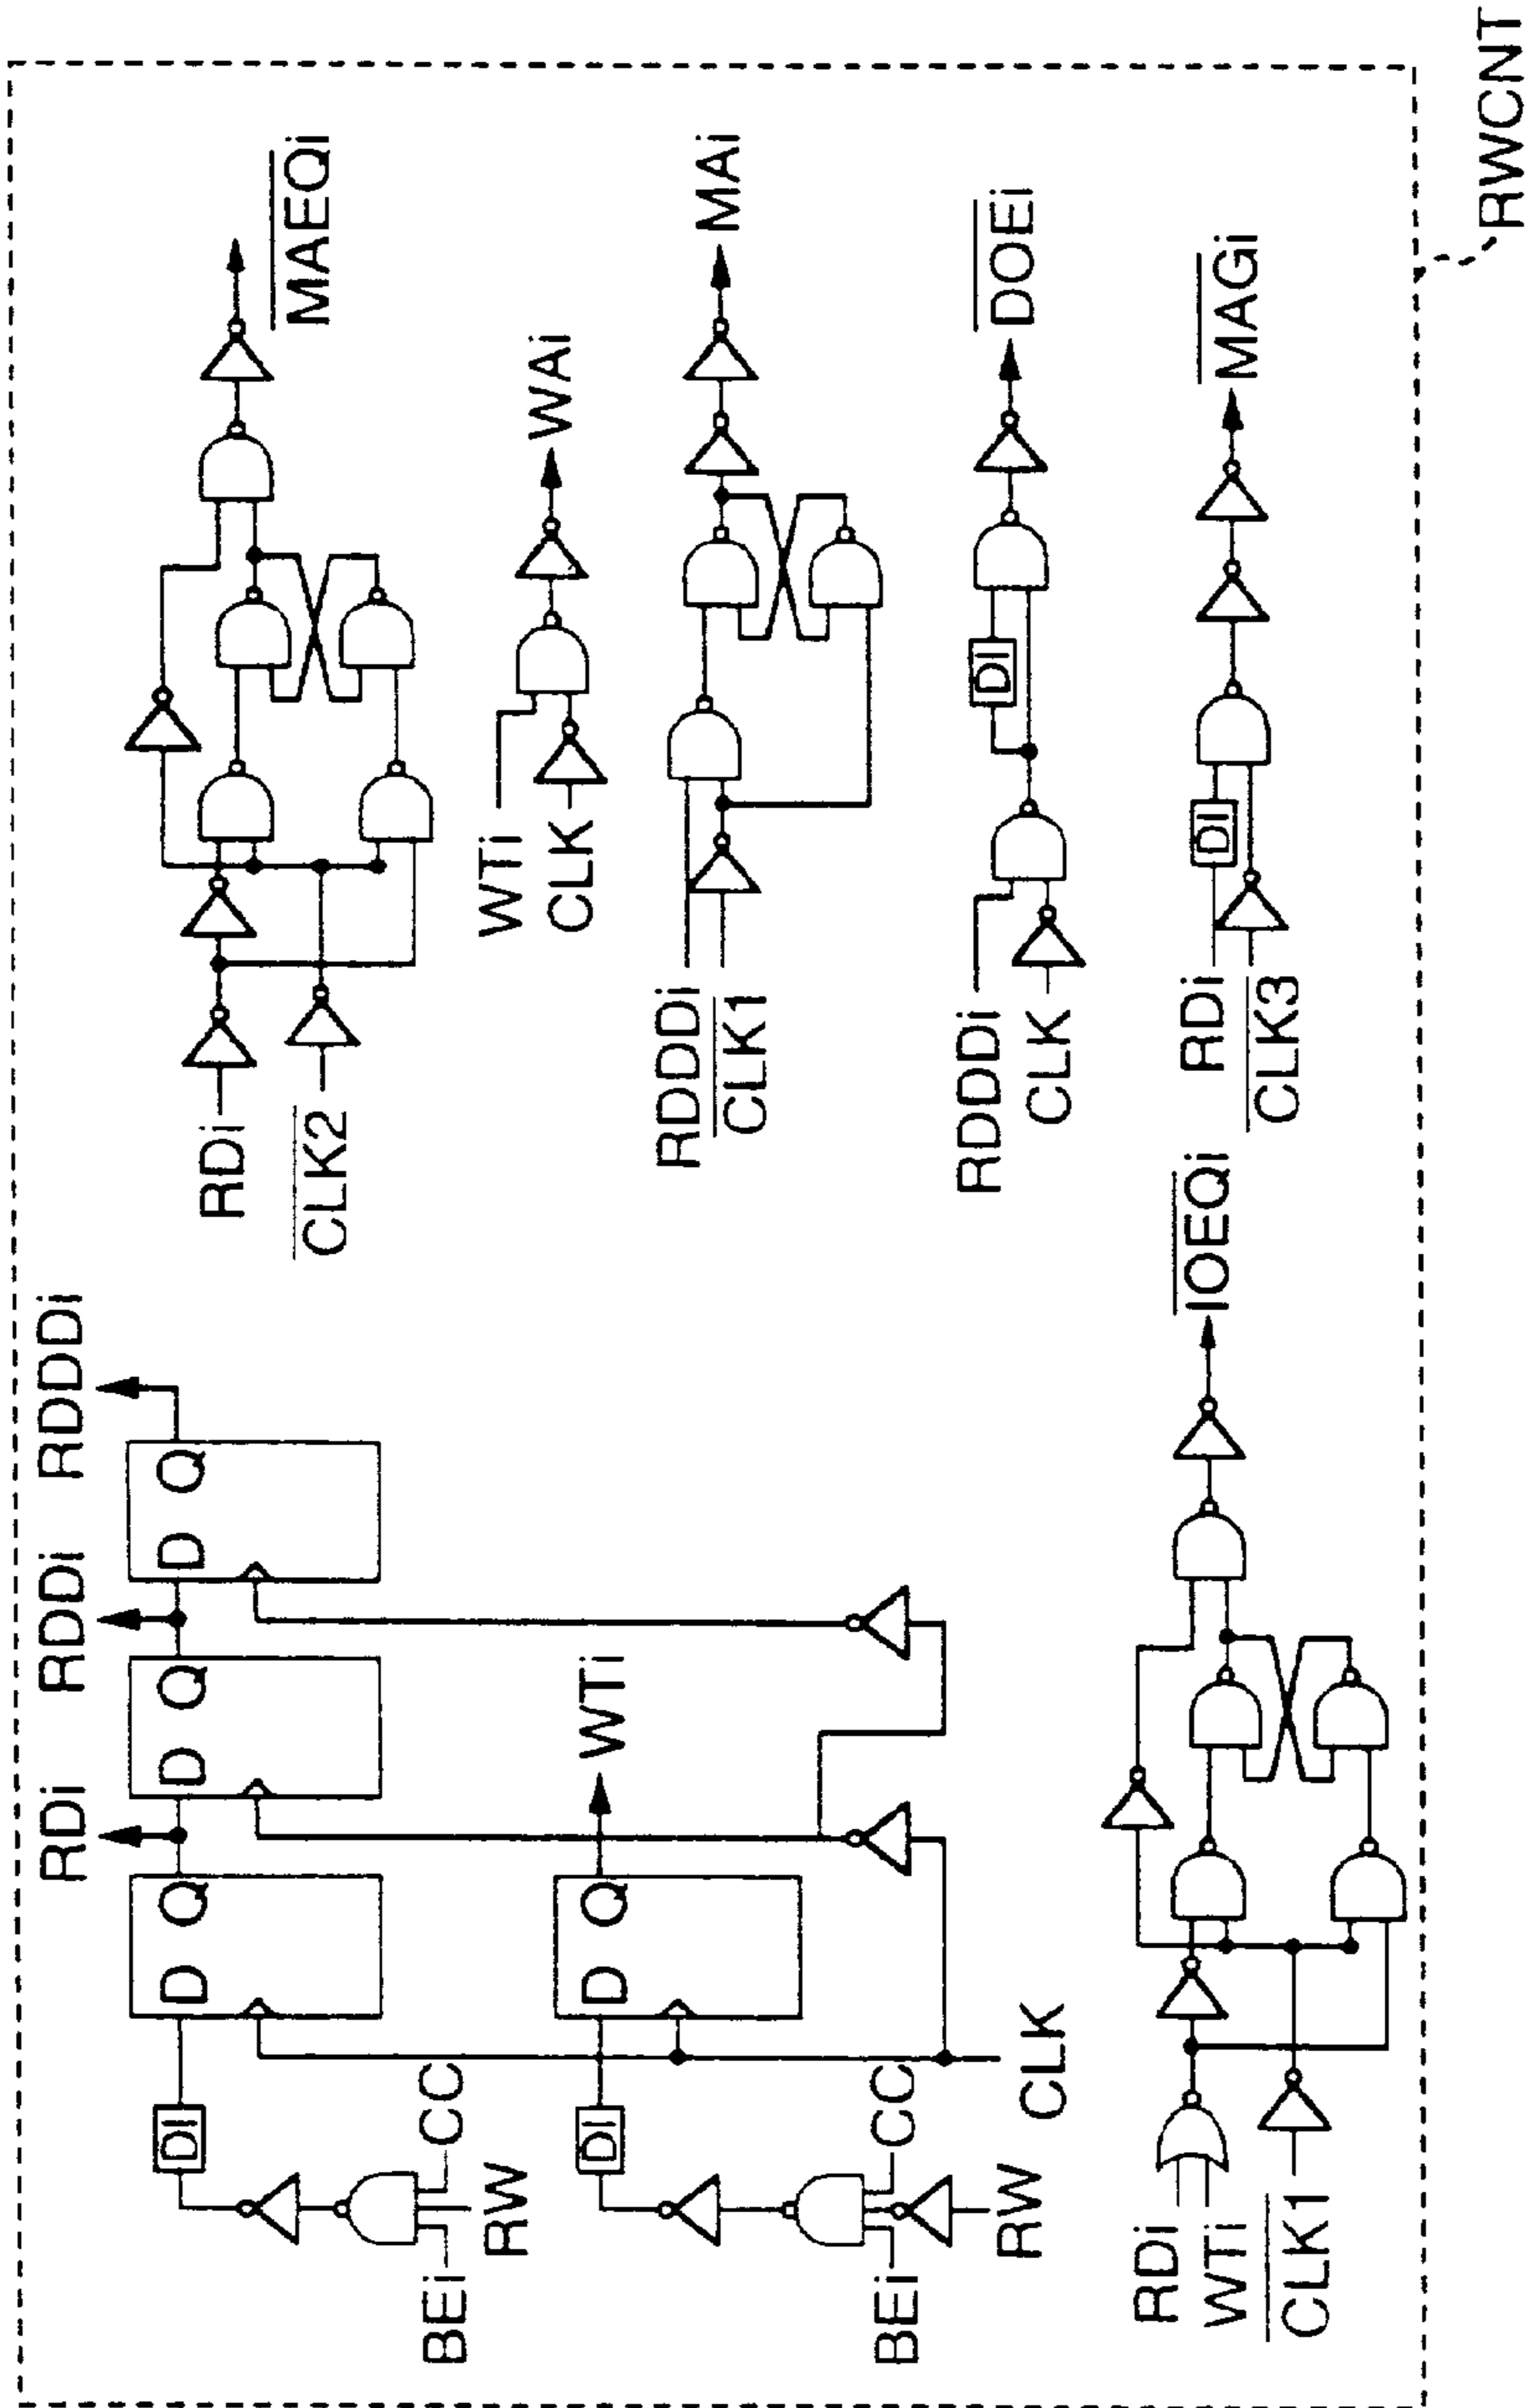 RDi
RDDi
RDDDi
BEi
RW
CC
WTi
BEi
RW
CC
CLK
RDi
CLK2
MAEQi
WTi
CLK
WAi
RDDDi
CLK1
MAi
RDDDi
CLK
DOEi
RDi
WTi
CLK1
IOEQi
RDi
CLK3
MAGi
D Q
D Q
D Q
D Q
DI
DI
DI
DI
RWCNT